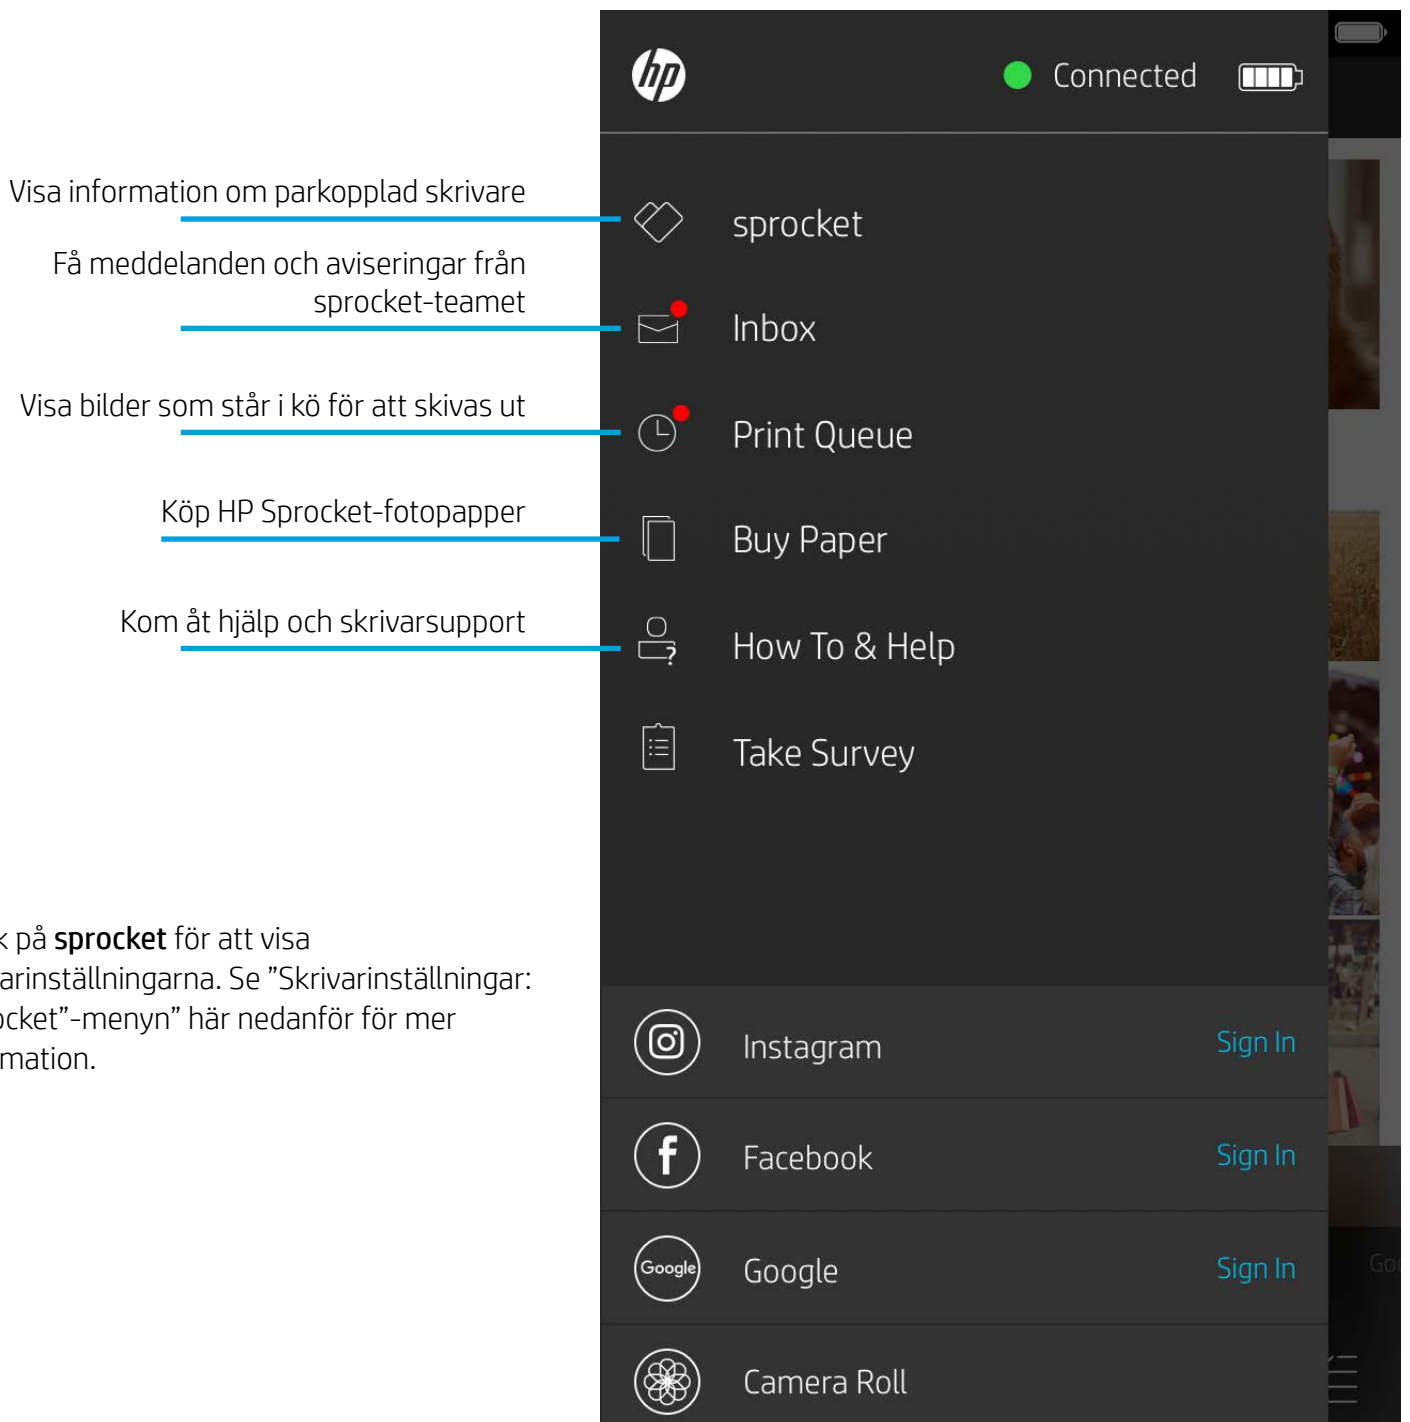 hp
Connected
Visa information om parkopplad skrivare
sprocket
Få meddelanden och aviseringar från
sprocket-teamet
Inbox
Visa bilder som står i kö för att skivas ut
Print Queue
Köp HP Sprocket-fotopapper
Buy Paper
Kom åt hjälp och skrivarsupport
?
How To & Help
Take Survey
på sprocket för att visa
arinställningarna. Se ”Skrivarinställningar:
ocket”-menyn” här nedanför för mer
mation.
Instagram
Sign In
f
Facebook
Sign In
Google
Google
Sign In
Camera Roll